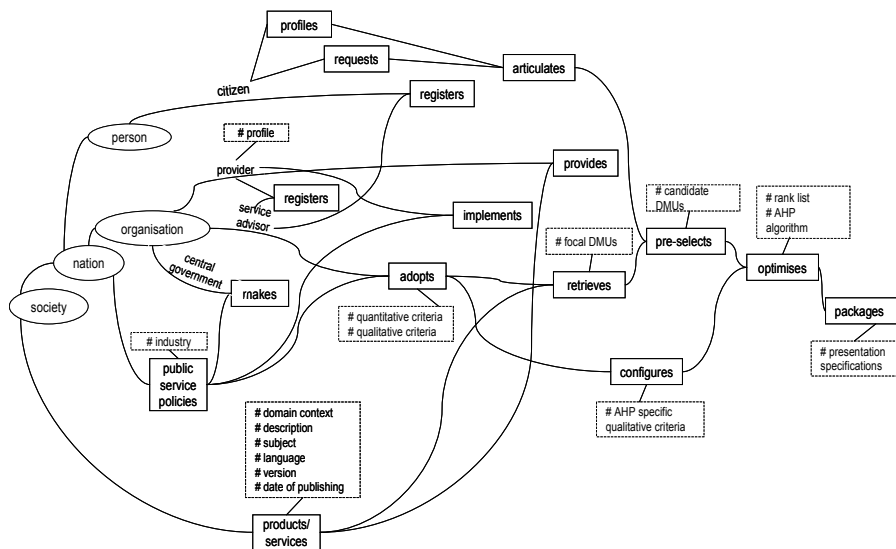 profiles
requests
articulates
citizen
registers
person
# profile
provides
provider
registers
service
advisor
implements
# candidate
DMUs
# rank list
# AHP
algorithm
organisation
# focal DMUs
pre-selects
nation
central
government
adopts
retrieves
optimises
society
makes
# quantitative criteria
# qualitative criteria
packages
# industry
public
service
policies
configures
# presentation
specifications
# AHP specific
qualitative criteria
# domain context
# description
# subject
# language
# version
# date of publishing
products/
services